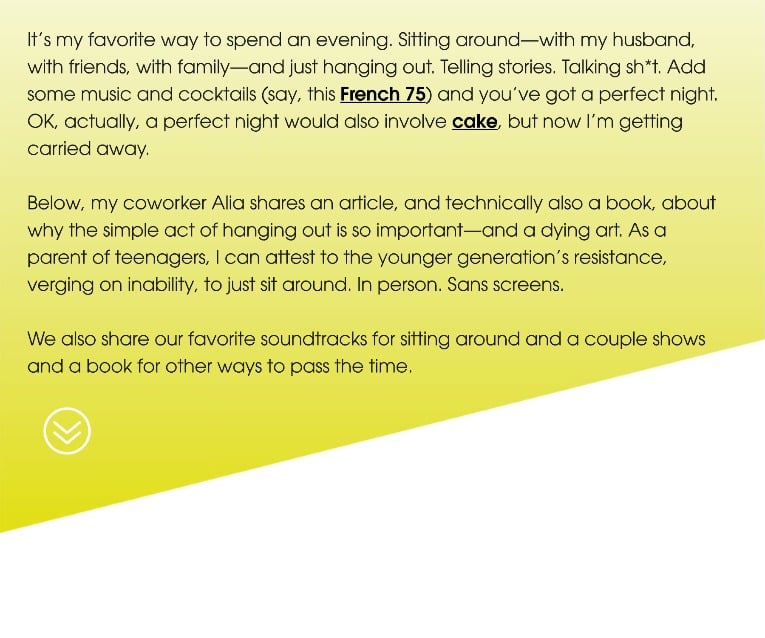 It's my favorite way to spend an evening. Sitting around—with my husband,
with friends, with family—and just hanging out. Telling stories. Talking sh*t. Add
some music and cocktails (say, this French 75) and you've got a perfect night.
OK, actually, a perfect night would also involve cake, but now I'm getting
carried away.
Below, my coworker Alia shares an article, and technically also a book, about
why the simple act of hanging out is so important—and a dying art. As a
parent of teenagers, I can attest to the younger generation's resistance,
verging on inability, to just sit around. In person. Sans screens.
We also share our favorite soundtracks for sitting around and a couple shows
and a book for other ways to pass the time.